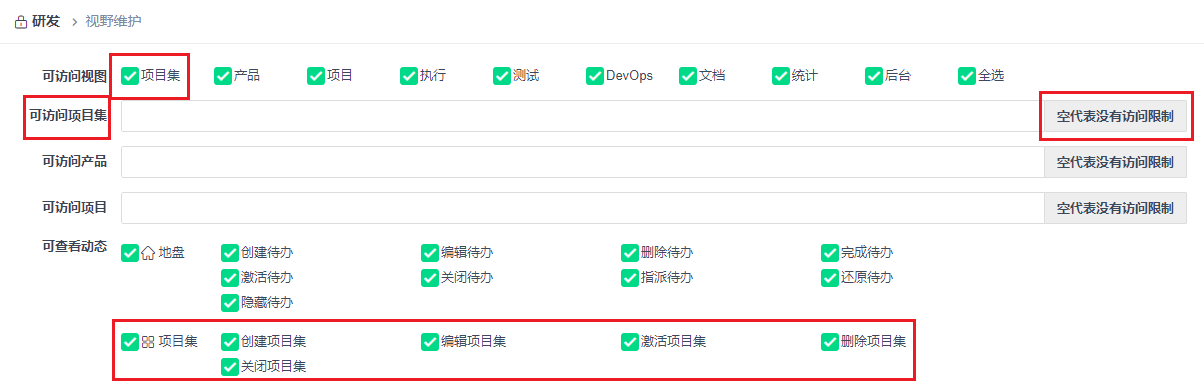 研发 > 视野维护
可访问视图 项目集 产品 项目 执行 测试 DevOps 文档 统计 后台 全选
可访问项目集 空代表没有访问限制
可访问产品 空代表没有访问限制
可访问项目 空代表没有访问限制
可查看动态 地盘 创建待办 编辑待办 删除待办 完成待办
激活待办 关闭待办 指派待办 还原待办
隐藏待办
项目集 创建项目集 编辑项目集 激活项目集 删除项目集
关闭项目集